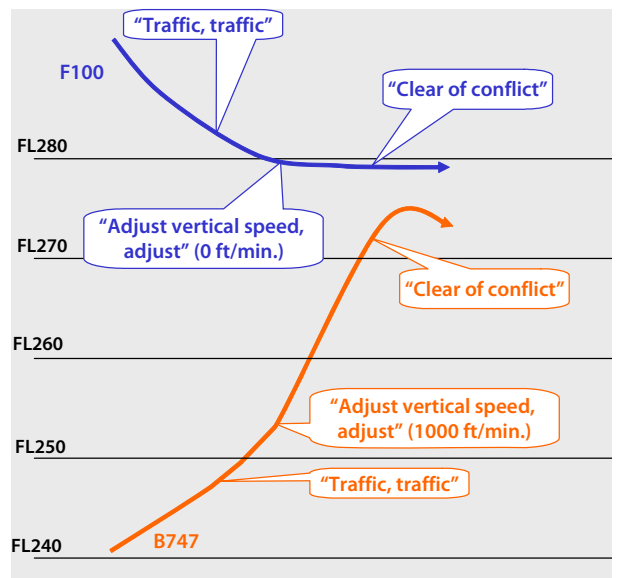 “Traffic, traffic”
F100
“Clear of conflict”
FL280
“Adjust vertical speed,
adjust” (0 ft/min.)
FL270
“Clear of conflict”
FL260
“Adjust vertical speed,
adjust” (1000 ft/min.)
FL250
“Traffic, traffic”
FL240
B747